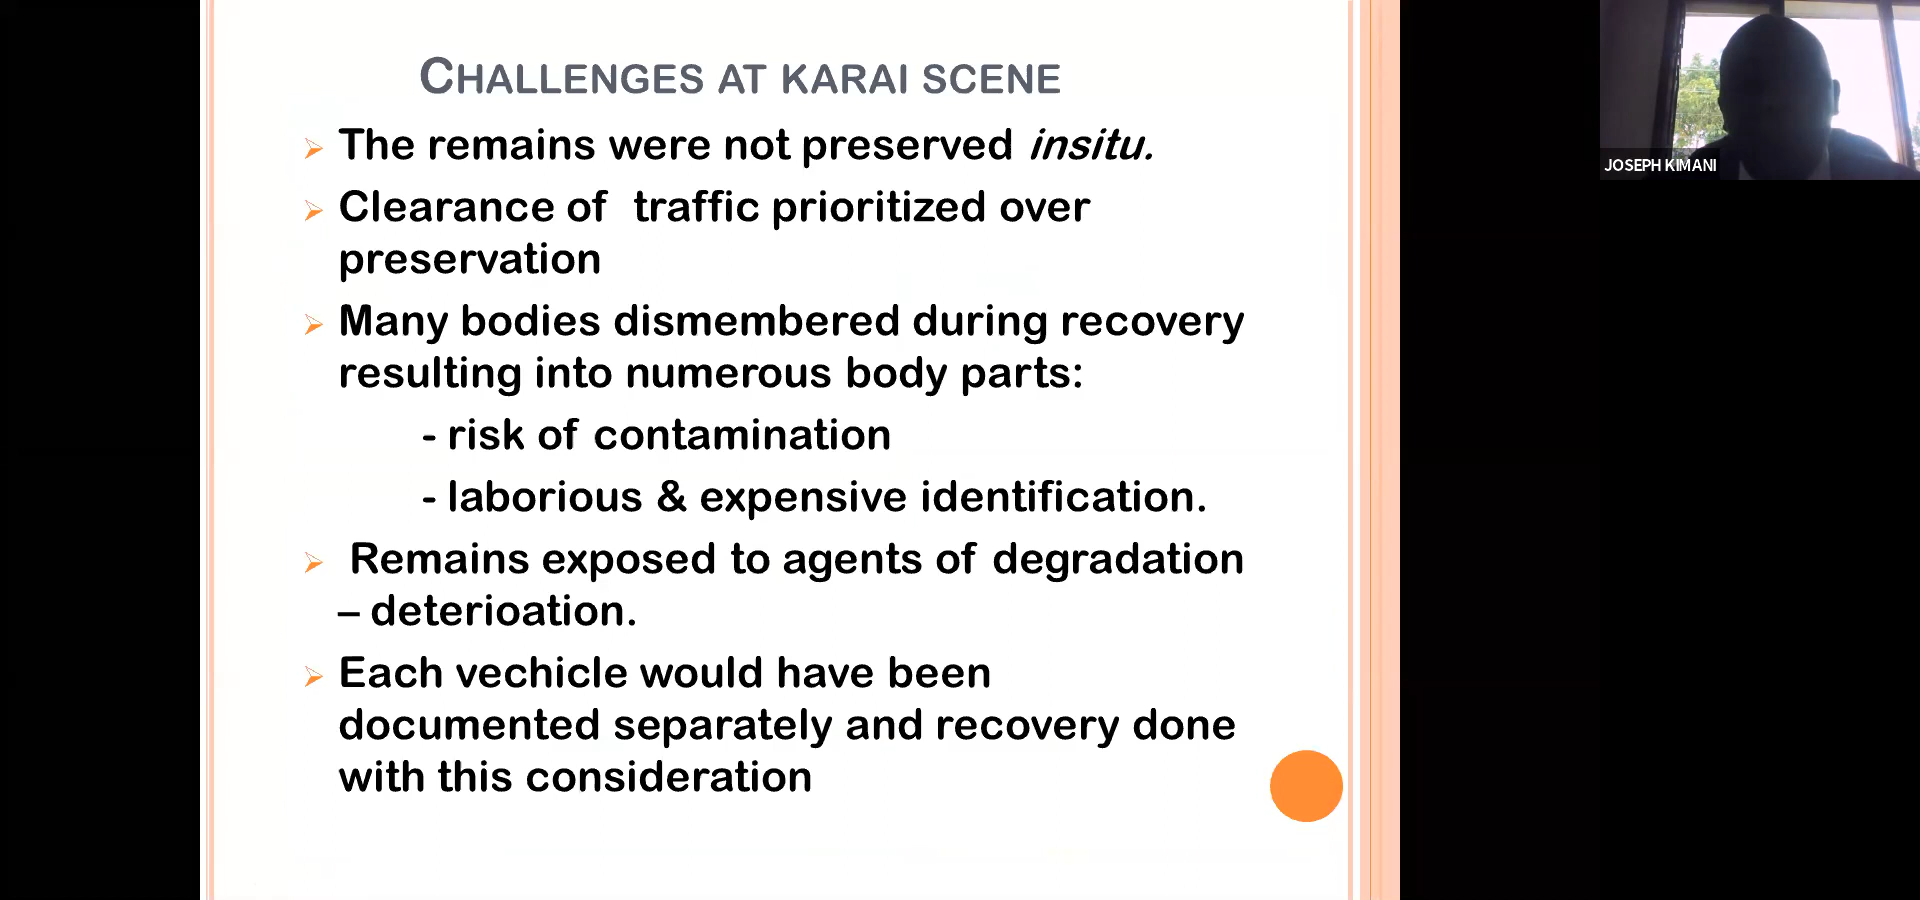 CHALLENGES AT KARAI SCENE
The remains were not preserved insitu.
Clearance of traffic prioritized over
preservation
Many bodies dismembered during recovery
resulting into numerous body parts:
- risk of contamination
- laborious & expensive identification.
Remains exposed to agents of degradation
– deterioation.
Each vechicle would have been
documented separately and recovery done
with this consideration
JOSEPH KIMANI